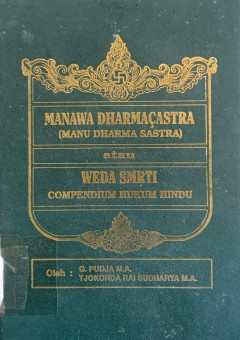 MANAWA DHARMAÇASTRA
(MANU DHARMA SASTRA)
atau
WEDA SMRTI
COMPENDIUM HUKUM HINDU
Oleh : G. PUDJA M.A.
TJOKORDA RAI SUDHARTA M.A.